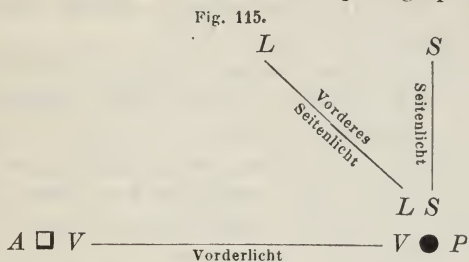 Fig. 115.
L S
Vorderes
Seitenlicht
Seitenlicht
L S
A V V P
Vorderlicht